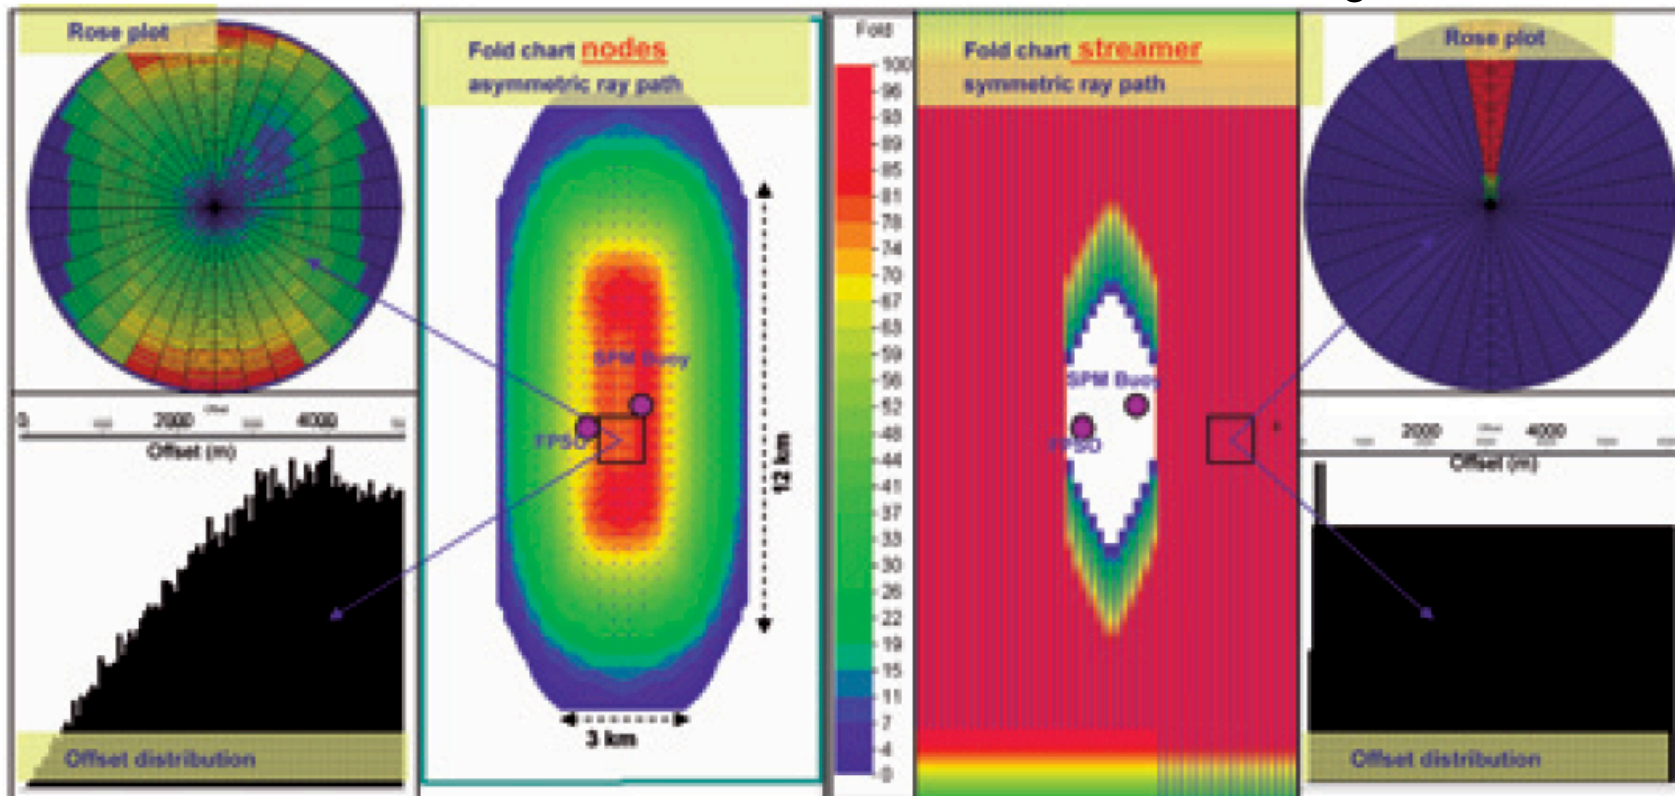 Rose plot
2000
4000
Offset (m)
Offset distribution
Fold chart nodes
asymmetric ray path
SPM Buoy
FPSO
12 km
3 km
Fold
100
96
93
89
85
81
78
74
70
67
63
59
56
52
48
44
41
37
33
30
26
22
19
15
11
7
4
0
Fold chart streamer
symmetric ray path
SPM Buoy
FPSO
Rose plot
2000
4000
Offset (m)
Offset distribution